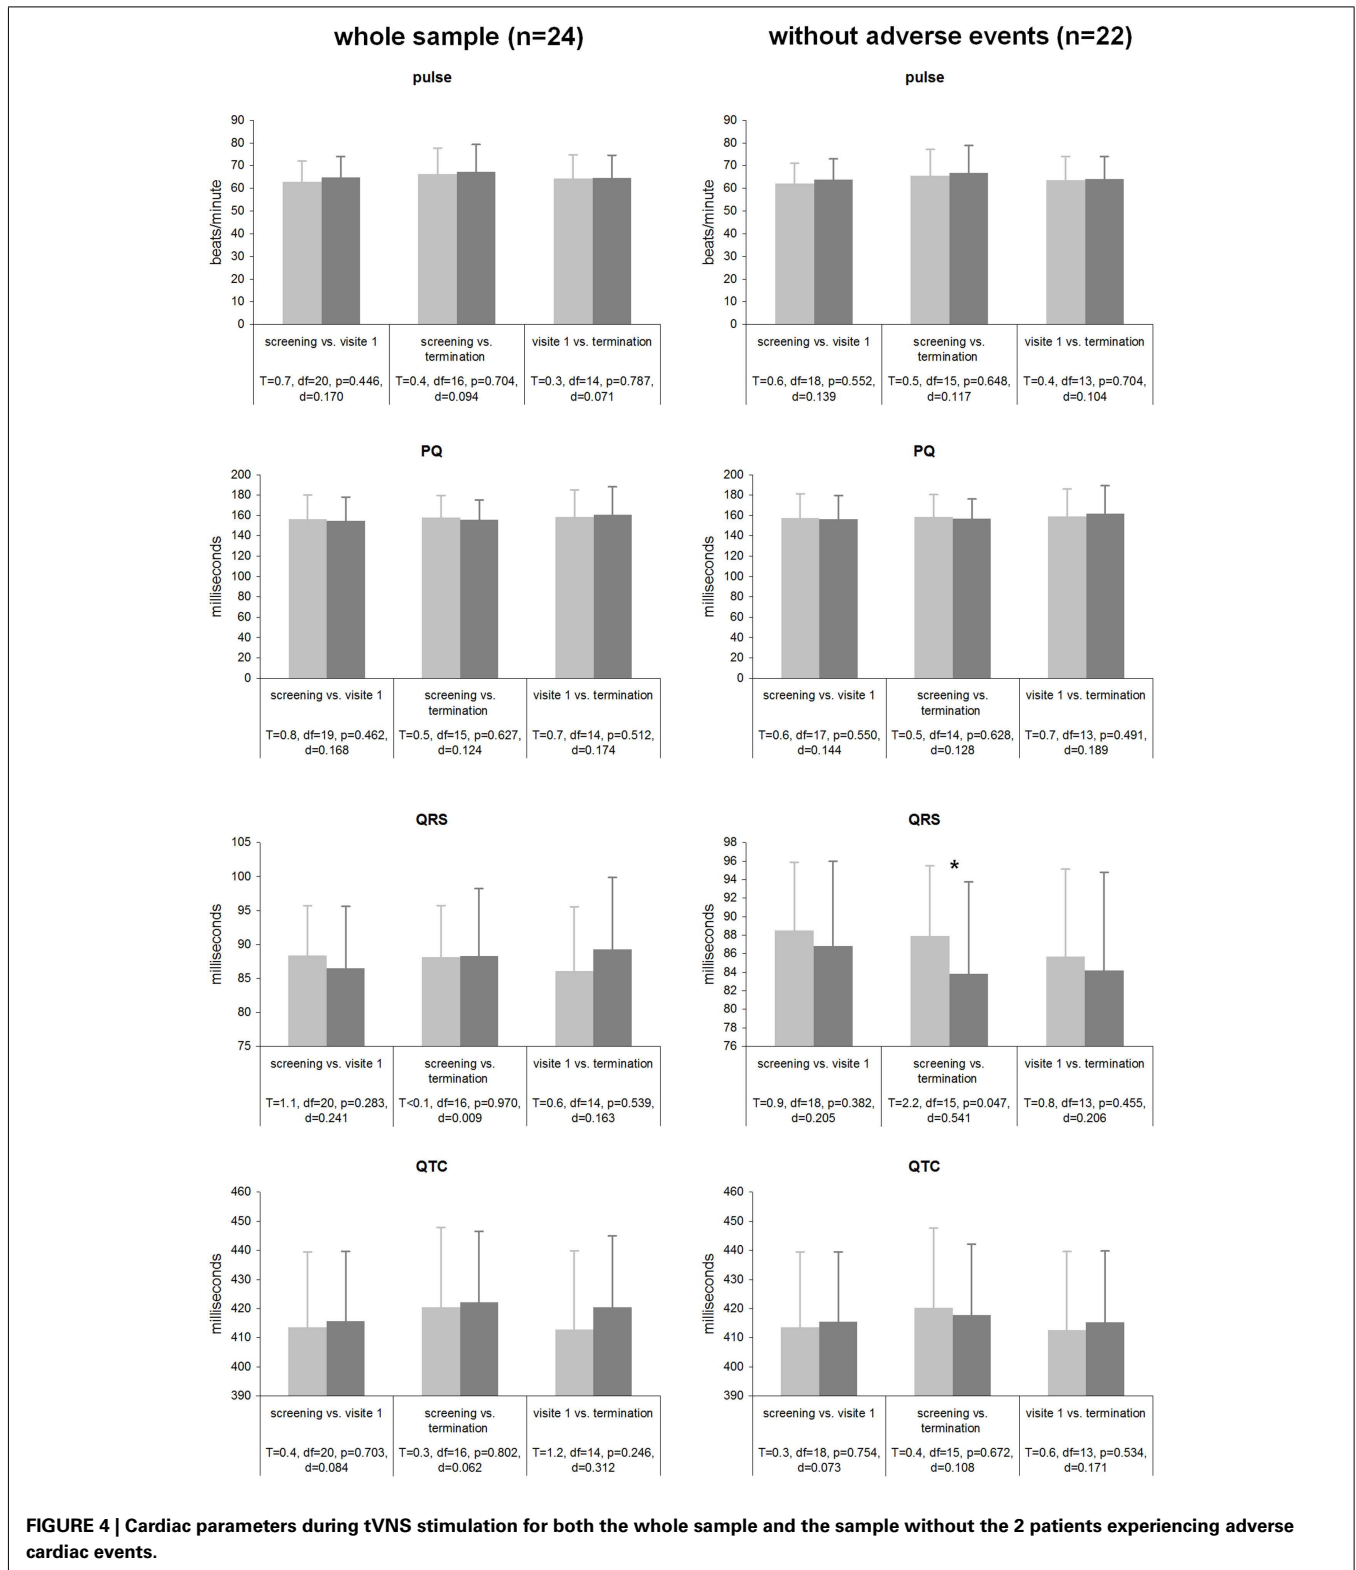 whole sample (n=24)
without adverse events (n=22)
pulse
beats/minute
90
80
70
60
50
40
30
20
10
0
screening vs. visite 1
screening vs.
termination
visite 1 vs. termination
T=0.7, df=20, p=0.446,
d=0.170
T=0.4, df=16, p=0.704,
d=0.094
T=0.3, df=14, p=0.787,
d=0.071
pulse
beats/minute
90
80
70
60
50
40
30
20
10
0
screening vs. visite 1
screening vs.
termination
visite 1 vs. termination
T=0.6, df=18, p=0.552,
d=0.139
T=0.5, df=15, p=0.648,
d=0.117
T=0.4, df=13, p=0.704,
d=0.104
PQ
milliseconds
200
180
160
140
120
100
80
60
40
20
0
screening vs. visite 1
screening vs.
termination
visite 1 vs. termination
T=0.8, df=19, p=0.462,
d=0.168
T=0.5, df=15, p=0.627,
d=0.124
T=0.7, df=14, p=0.512,
d=0.174
PQ
milliseconds
200
180
160
140
120
100
80
60
40
20
0
screening vs. visite 1
screening vs.
termination
visite 1 vs. termination
T=0.6, df=17, p=0.550,
d=0.144
T=0.5, df=14, p=0.628,
d=0.128
T=0.7, df=13, p=0.491,
d=0.189
QRS
milliseconds
105
100
95
90
85
80
75
screening vs. visite 1
screening vs.
termination
visite 1 vs. termination
T=1.1, df=20, p=0.283,
d=0.241
T<0.1, df=16, p=0.970,
d=0.009
T=0.6, df=14, p=0.539,
d=0.163
QRS
milliseconds
98
96
94
92
90
88
86
84
82
80
78
76
*
screening vs. visite 1
screening vs.
termination
visite 1 vs. termination
T=0.9, df=18, p=0.382,
d=0.205
T=2.2, df=15, p=0.047,
d=0.541
T=0.8, df=13, p=0.455,
d=0.206
QTC
milliseconds
460
450
440
430
420
410
400
390
screening vs. visite 1
screening vs.
termination
visite 1 vs. termination
T=0.4, df=20, p=0.703,
d=0.084
T=0.3, df=16, p=0.802,
d=0.062
T=1.2, df=14, p=0.246,
d=0.312
QTC
milliseconds
460
450
440
430
420
410
400
390
screening vs. visite 1
screening vs.
termination
visite 1 vs. termination
T=0.3, df=18, p=0.754,
d=0.073
T=0.4, df=15, p=0.672,
d=0.108
T=0.6, df=13, p=0.534,
d=0.171
FIGURE 4 | Cardiac parameters during tVNS stimulation for both the whole sample and the sample without the 2 patients experiencing adverse
cardiac events.